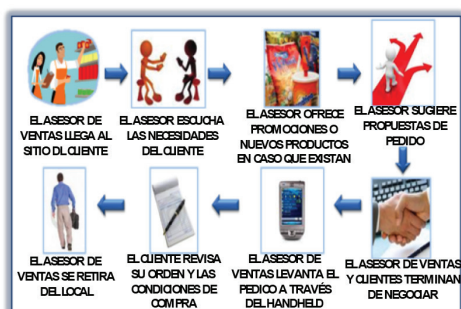 EL ASESOR DE
VENTAS LLEGA AL
SITIO DL CLIENTE
EL ASESOR ESCUCHA
LAS NECESIDADES
DEL CLIENTE
EL ASESOR OFRECE
PROMOCIONES O
NUEVOS PRODUCTOS
EN CASO QUE EXISTAN
EL ASESOR SUGIERE
PROPUESTAS DE
PEDIDO
EL ASESOR DE VENTAS
Y CLIENTES TERMINAN
DE NEGOCIAR
EL ASESOR DE
VENTAS LEVANTA EL
PEDICO A TRAVÉS
DEL HANDHELD
EL CLIENTE REVISA
SU ORDEN Y LAS
CONDICIONES DE
COMPRA
EL ASESOR DE
VENTAS SE RETIRA
DEL LOCAL